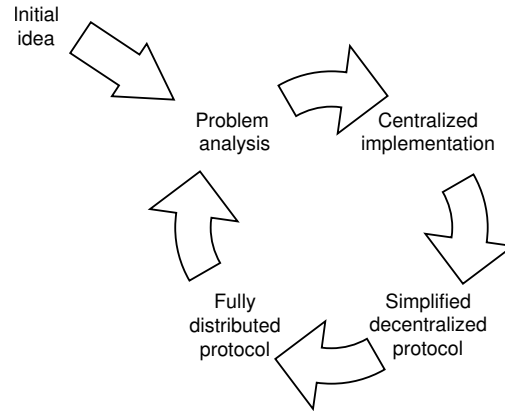 Initial
idea
Problem
analysis
Centralized
implementation
Simplified
decentralized
protocol
Fully
distributed
protocol